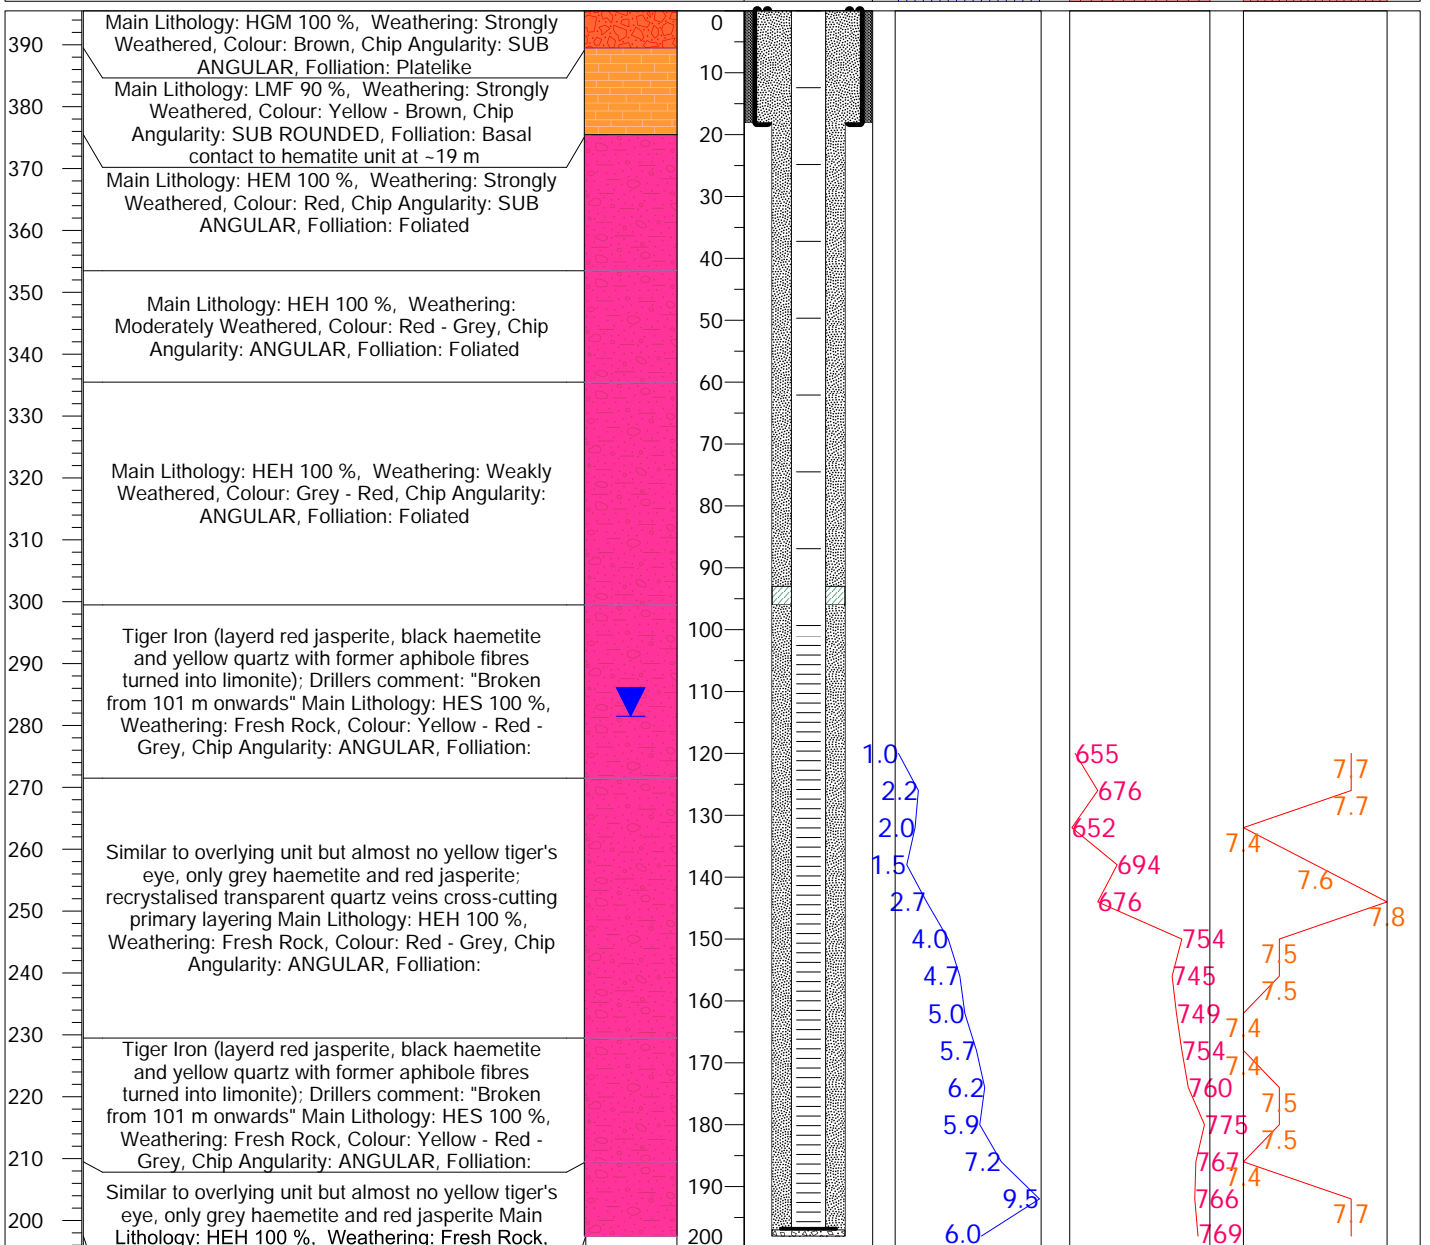 Main Lithology: HGM 100 %,  Weathering: Strongly
Weathered, Colour: Brown, Chip Angularity: SUB
ANGULAR, Folliation: Platelike
Main Lithology: LMF 90 %,  Weathering: Strongly
Weathered, Colour: Yellow - Brown, Chip
Angularity: SUB ROUNDED, Folliation: Basal
contact to hematite unit at ~19 m
Main Lithology: HEM 100 %,  Weathering: Strongly
Weathered, Colour: Red, Chip Angularity: SUB
ANGULAR, Folliation: Foliated
Main Lithology: HEH 100 %,  Weathering:
Moderately Weathered, Colour: Red - Grey, Chip
Angularity: ANGULAR, Folliation: Foliated
Main Lithology: HEH 100 %,  Weathering: Weakly
Weathered, Colour: Grey - Red, Chip Angularity:
ANGULAR, Folliation: Foliated
Tiger Iron (layerd red jasperite, black haemetite
and yellow quartz with former aphibole fibres
turned into limonite); Drillers comment: "Broken
from 101 m onwards" Main Lithology: HES 100 %,
Weathering: Fresh Rock, Colour: Yellow - Red -
Grey, Chip Angularity: ANGULAR, Folliation:
Similar to overlying unit but almost no yellow tiger's
eye, only grey haemetite and red jasperite;
recrystalised transparent quartz veins cross-cutting
primary layering Main Lithology: HEH 100 %,
Weathering: Fresh Rock, Colour: Red - Grey, Chip
Angularity: ANGULAR, Folliation:
Tiger Iron (layerd red jasperite, black haemetite
and yellow quartz with former aphibole fibres
turned into limonite); Drillers comment: "Broken
from 101 m onwards" Main Lithology: HES 100 %,
Weathering: Fresh Rock, Colour: Yellow - Red -
Grey, Chip Angularity: ANGULAR, Folliation:
Similar to overlying unit but almost no yellow tiger's
eye, only grey haemetite and red jasperite Main
Lithology: HEH 100 %,  Weathering: Fresh Rock,
390
380
370
360
350
340
330
320
310
300
290
280
270
260
250
240
230
220
210
200
0
10
20
30
40
50
60
70
80
90
100
110
120
130
140
150
160
170
180
190
200
1.0
2.2
2.0
1.5
2.7
4.0
4.7
5.0
5.7
6.2
5.9
7.2
9.5
6.0
655
676
652
694
676
754
745
749
754
760
775
767
766
769
7.7
7.7
7.4
7.6
7.8
7.5
7.5
7.4
7.4
7.5
7.5
7.4
7.7